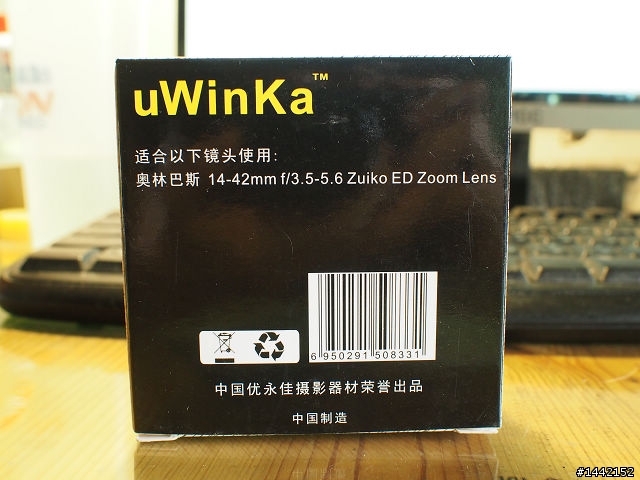 uWinKa™
适合以下镜头使用:
奥林巴斯 14-42mm f/3.5-5.6 Zuiko ED Zoom Lens
6 950291 508331
中国优永佳摄影器材荣誉出品
中国制造
#1442152